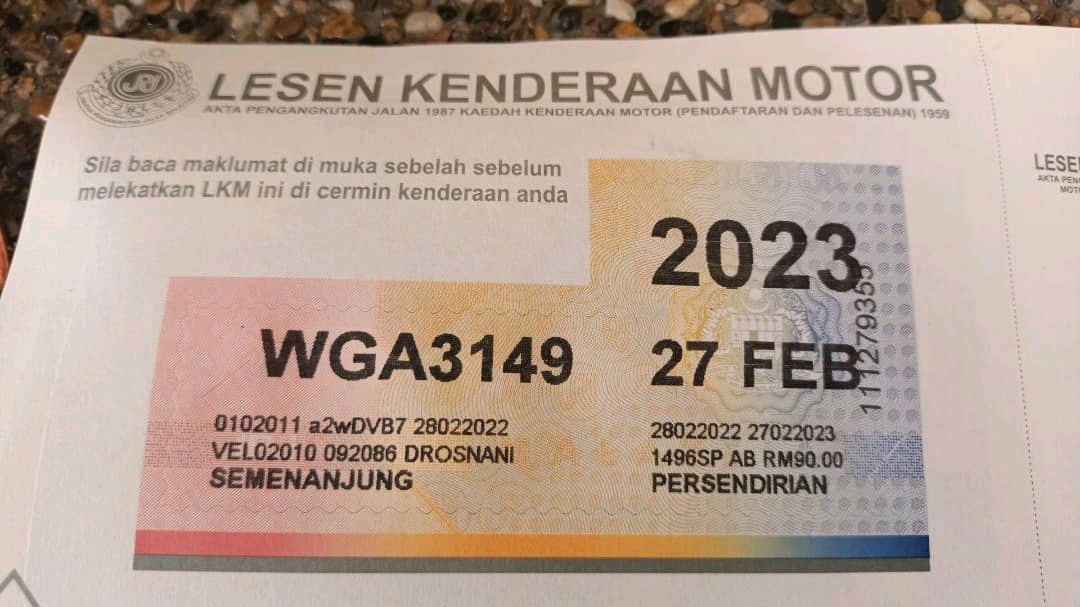 LESEN KENDERAAN MOTOR
AKTA PENGANGKUTAN JALAN 1987 KAEDAH KENDERAAN MOTOR (PENDAFTARAN DAN PELESENAN) 1959
Sila baca maklumat di muka sebelah sebelum
melekatkan LKM ini di cermin kenderaan anda
2023
WGA3149
27 FEB
111279355
0102011 a2wDVB7 28022022
VEL02010 092086 DROSNANI
SEMENANJUNG
28022022 27022023
1496SP AB RM90.00
PERSENDIRIAN